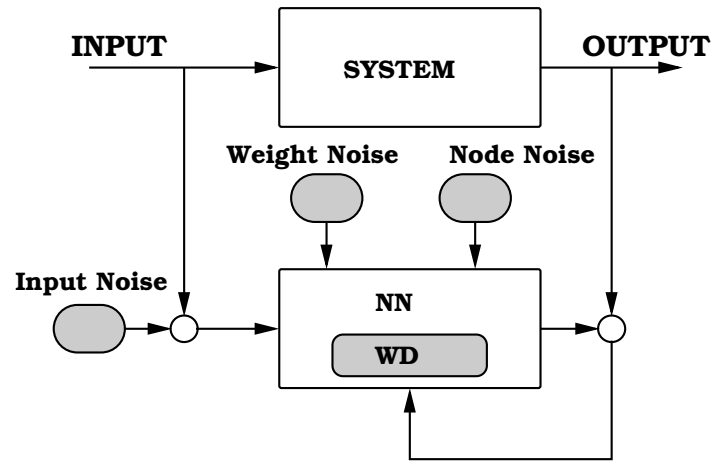 INPUT
OUTPUT
SYSTEM
Weight Noise
Node Noise
Input Noise
NN
WD